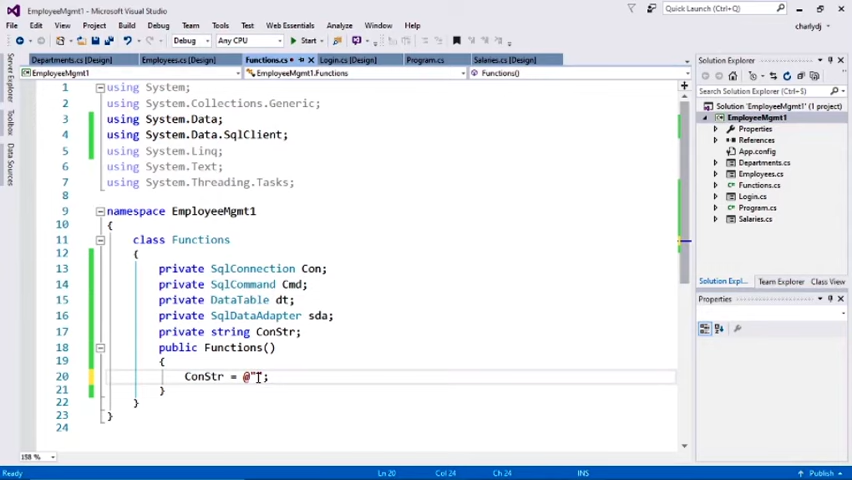 EmployeeMgmt1 - Microsoft Visual Studio
Quick Launch (Ctrl+Q)
File Edit View Project Build Debug Team Tools Test Web Essentials Analyze Window Help
charlydj
Debug Any CPU Start
Departments.cs [Design] Employees.cs [Design] Functions.cs Login.cs [Design] Program.cs Salaries.cs [Design]
EmployeeMgmt1 EmployeeMgmt1.Functions Functions()
Server Explorer
Toolbox
Data Sources
1 using System;
2 using System.Collections.Generic;
3 using System.Data;
4 using System.Data.SqlClient;
5 using System.Linq;
6 using System.Text;
7 using System.Threading.Tasks;
8
9 namespace EmployeeMgmt1
10 {
11 class Functions
12 {
13 private SqlConnection Con;
14 private SqlCommand Cmd;
15 private DataTable dt;
16 private SqlDataAdapter sda;
17 private string ConStr;
18 public Functions()
19 {
20 ConStr = @"";
21 }
22 }
23 }
24
158 %
Solution Explorer
Search Solution Explorer (Ctrl+$)
Solution 'EmployeeMgmt1' (1 project)
EmployeeMgmt1
Properties
References
App.config
Departments.cs
Employees.cs
Functions.cs
Login.cs
Program.cs
Salaries.cs
Solution Expl... Team Explorer Class View
Properties
Ready Ln 20 Col 24 Ch 24 INS Publish